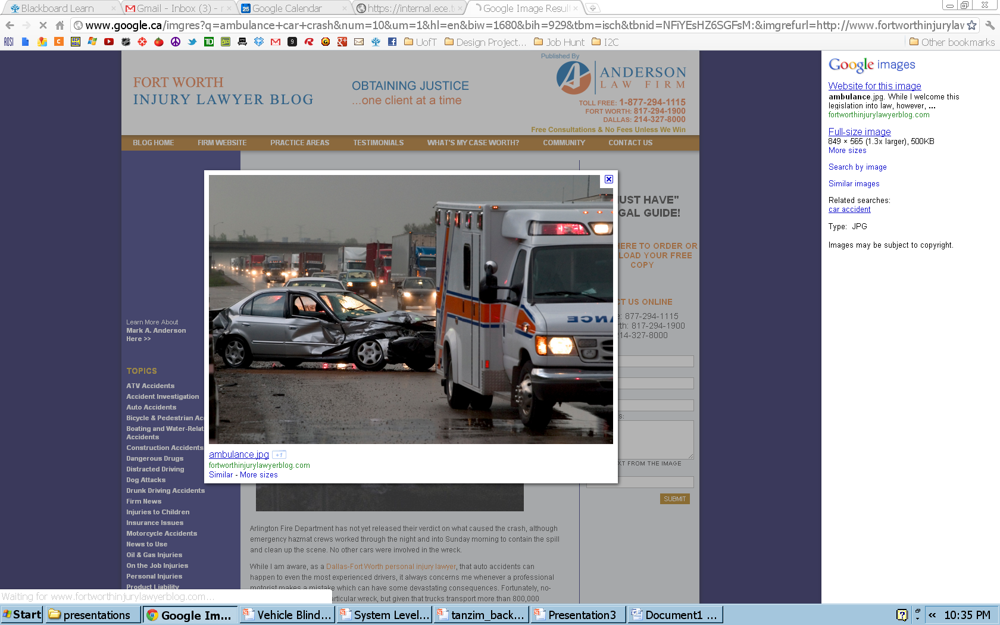 Blackboard Learn
Gmail - Inbox (3) - r
Google Calendar
https://internal.ece.t
Google Image Resul
www.google.ca/imgres?q=ambulance+car+crash&num=10&um=1&hl=en&biw=1680&bih=929&tbm=isch&tbnid=NFiYEsHZ6SGFsM:&imgrefurl=http://www.fortworthinjurylaw
ROSI
ECF MAIL
TD
UofT
Design Project...
Job Hunt
I2C
Other bookmarks
Published By
FORT WORTH
INJURY LAWYER BLOG
OBTAINING JUSTICE
...one client at a time
ANDERSON
LAW FIRM
TOLL FREE: 1-877-294-1115
FORT WORTH: 817-294-1900
DALLAS: 214-327-8000
Free Consultations & No Fees Unless We Win
BLOG HOME
FIRM WEBSITE
PRACTICE AREAS
TESTIMONIALS
WHAT'S MY CASE WORTH?
COMMUNITY
CONTACT US
Learn More About
Mark A. Anderson
Here >>
TOPICS
ATV Accidents
Accident Investigation
Auto Accidents
Bicycle & Pedestrian Ac
Boating and Water-Relat
Accidents
Construction Accidents
Dangerous Drugs
Distracted Driving
Dog Attacks
Drunk Driving Accidents
Firm News
Injuries to Children
Insurance Issues
Motorcycle Accidents
News to Use
Oil & Gas Injuries
On the Job Injuries
Personal Injuries
Product Liability
ambulance.jpg +1
fortworthinjurylawyerblog.com
Similar - More sizes
Arlington Fire Department has not yet released their verdict on what caused the crash, although
emergency hazmat crews worked through the night and into Sunday morning to contain the spill
and clean up the scene. No other cars were involved in the wreck.
While I am aware, as a Dallas-Fort Worth personal injury lawyer, that auto accidents can
happen to even the most experienced drivers, it always concerns me whenever a professional
motorist makes a mistake which can have some devastating consequences. Fortunately, no-
articular wreck, but given that trucks transport more than 800,000
UST HAVE"
GAL GUIDE!
ERE TO ORDER OR
LOAD YOUR FREE
COPY
CT US ONLINE
e: 877-294-1115
rth: 817-294-1900
214-327-8000
s:
XT FROM THE IMAGE
SUBMIT
Google images
Website for this image
ambulance.jpg. While I welcome this
legislation into law, however, ...
fortworthinjurylawyerblog.com
Full-size image
849 × 565 (1.3x larger), 500KB
More sizes
Search by image
Similar images
Related searches:
car accident
Type: JPG
Images may be subject to copyright.
Waiting for www.fortworthinjurylawyerblog.com...
Start
presentations
Google Im...
Vehicle Blind...
System Level...
tanzim_back...
Presentation3
Document1 ...
10:35 PM